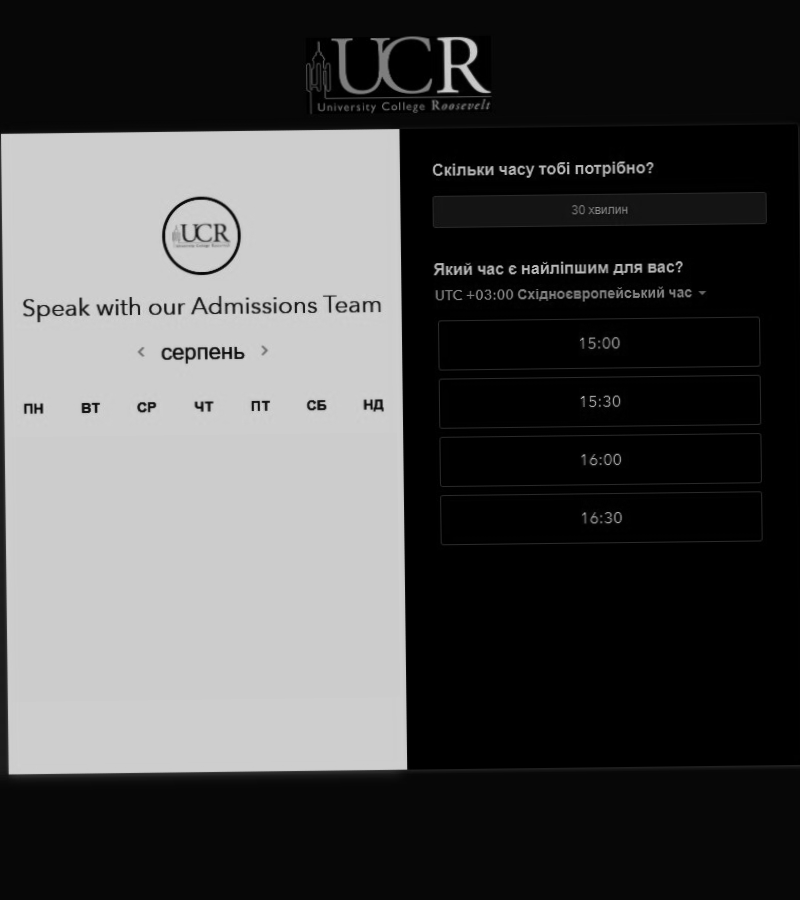 UCR
University College Roosevelt
UCR
University College Roosevelt
Speak with our Admissions Team
серпень
ПН ВТ СР ЧТ ПТ СБ НД
Скільки часу тобі потрібно?
30 хвилин
Який час є найліпшим для вас?
UTC +03:00 Східноєвропейський час
15:00
15:30
16:00
16:30